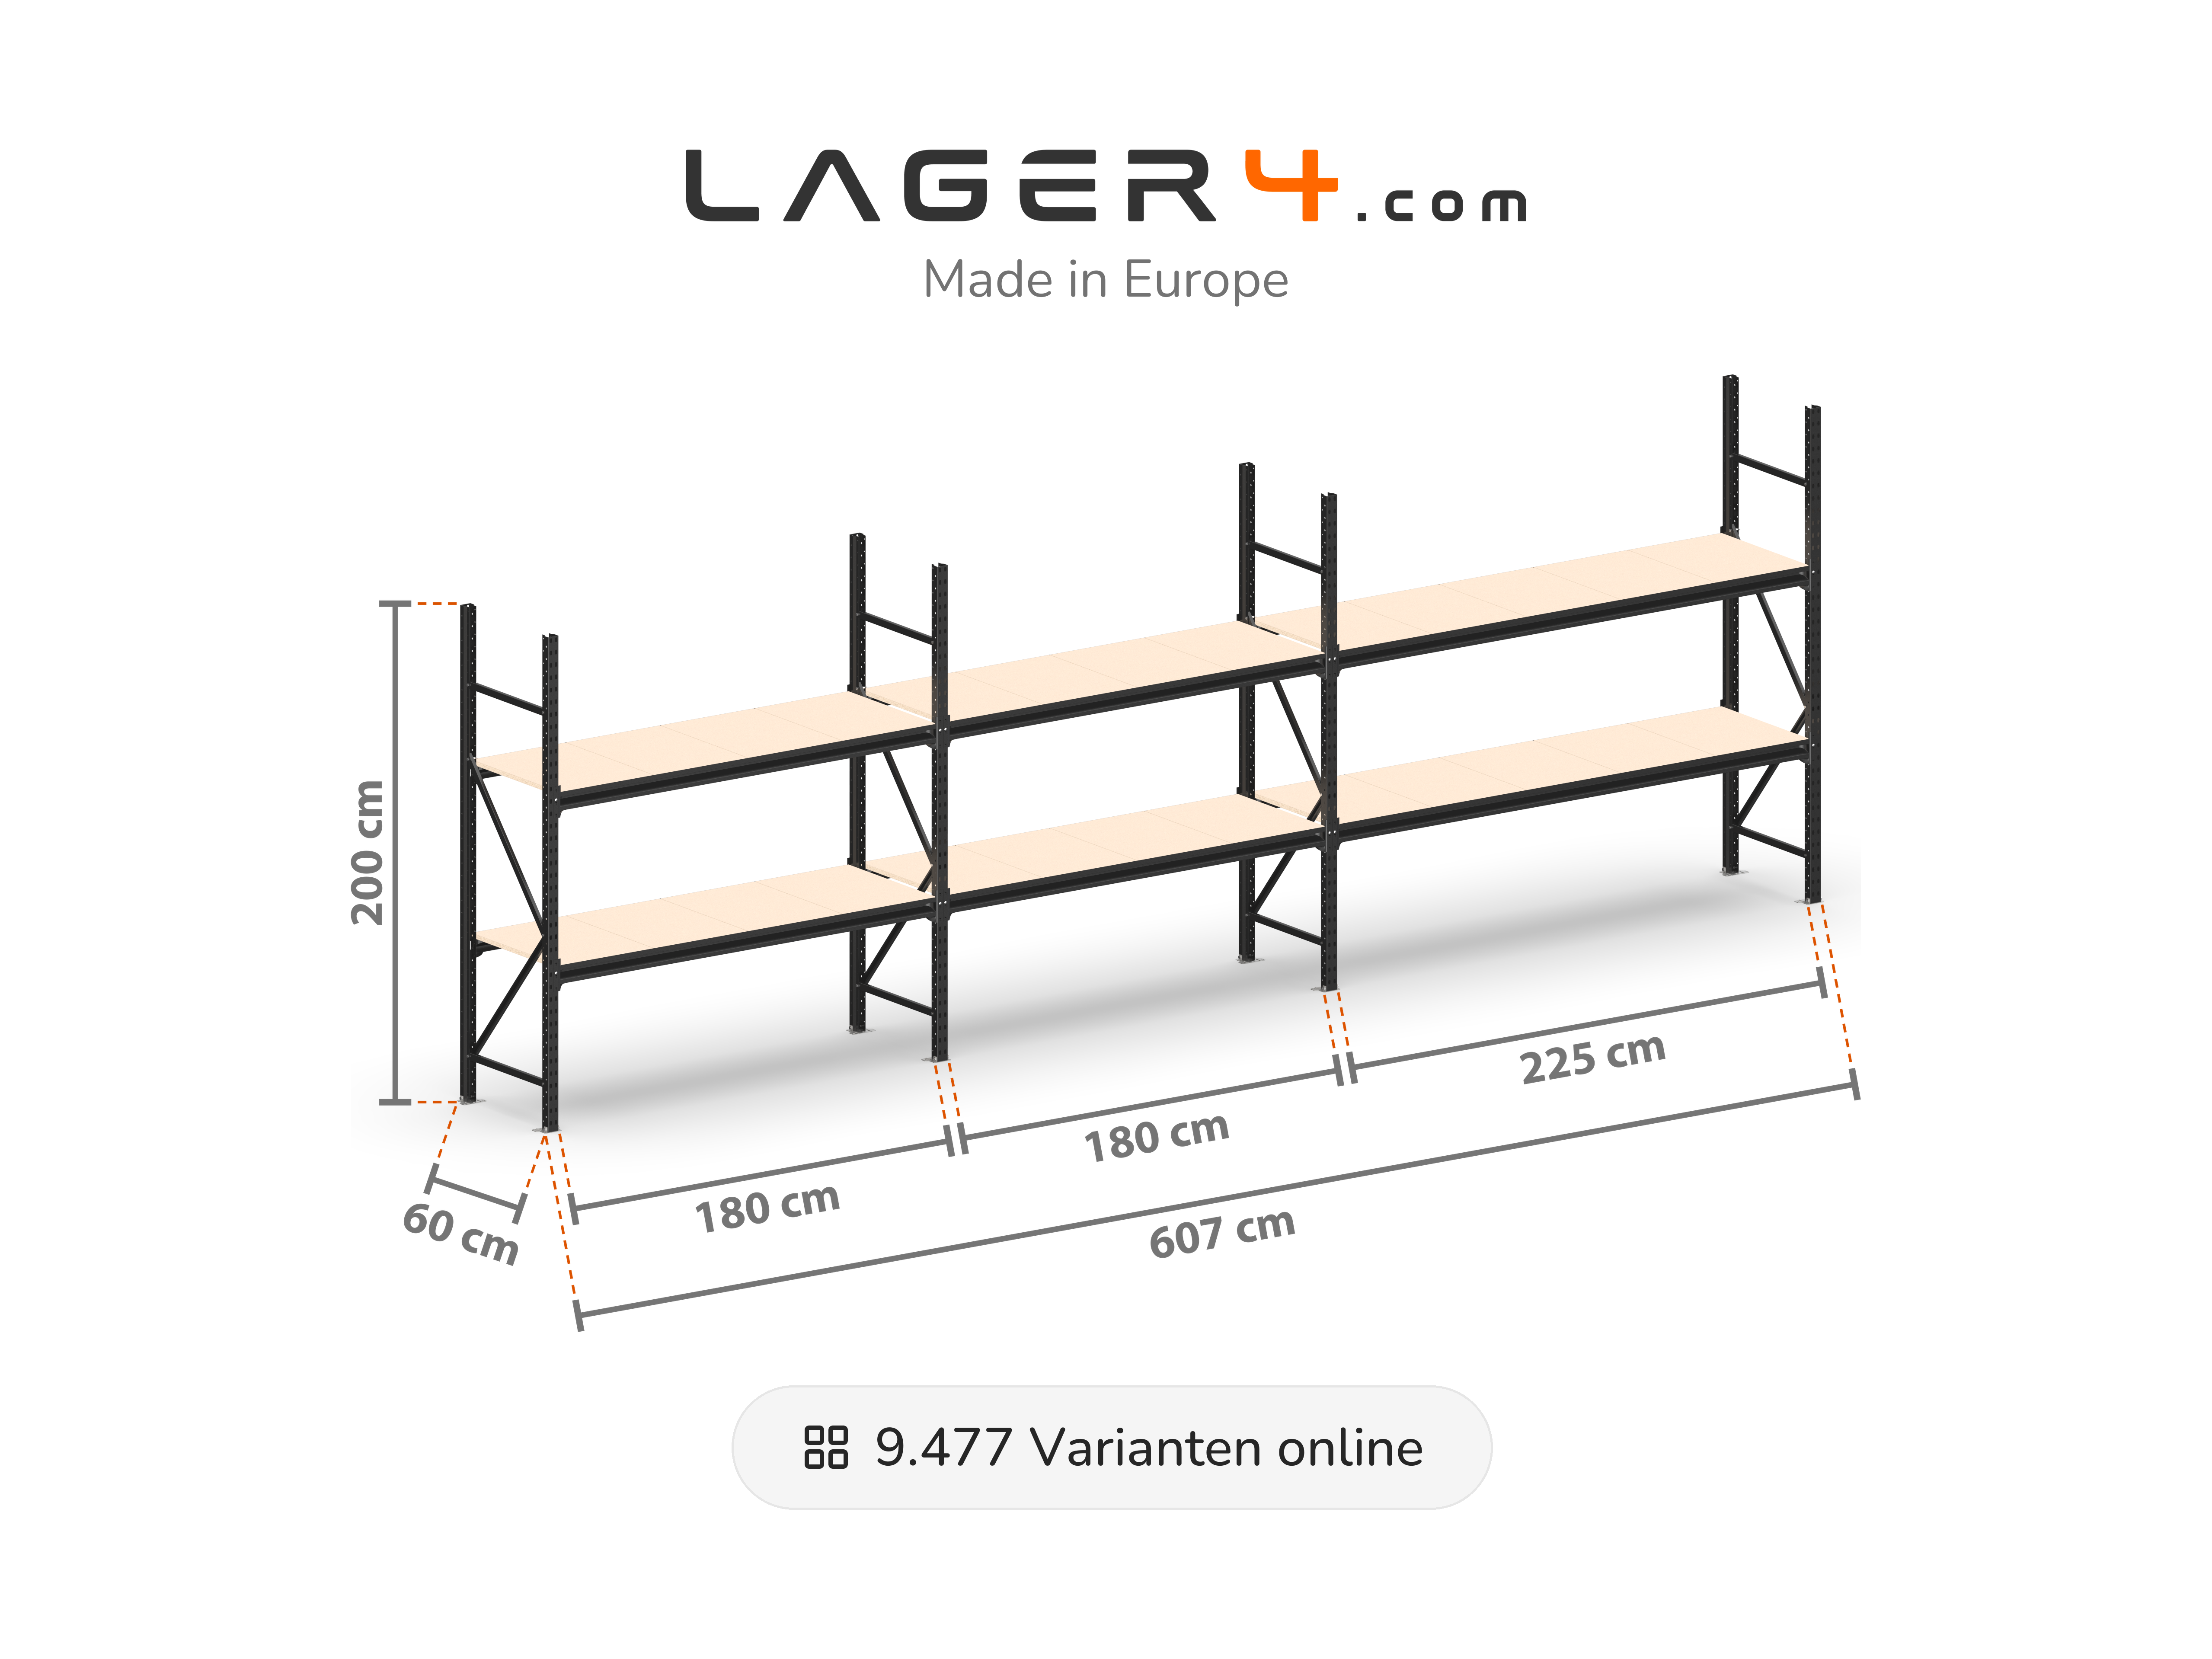 LAGER4.com
Made in Europe
200 cm
60 cm
180 cm
180 cm
225 cm
607 cm
9.477 Varianten online